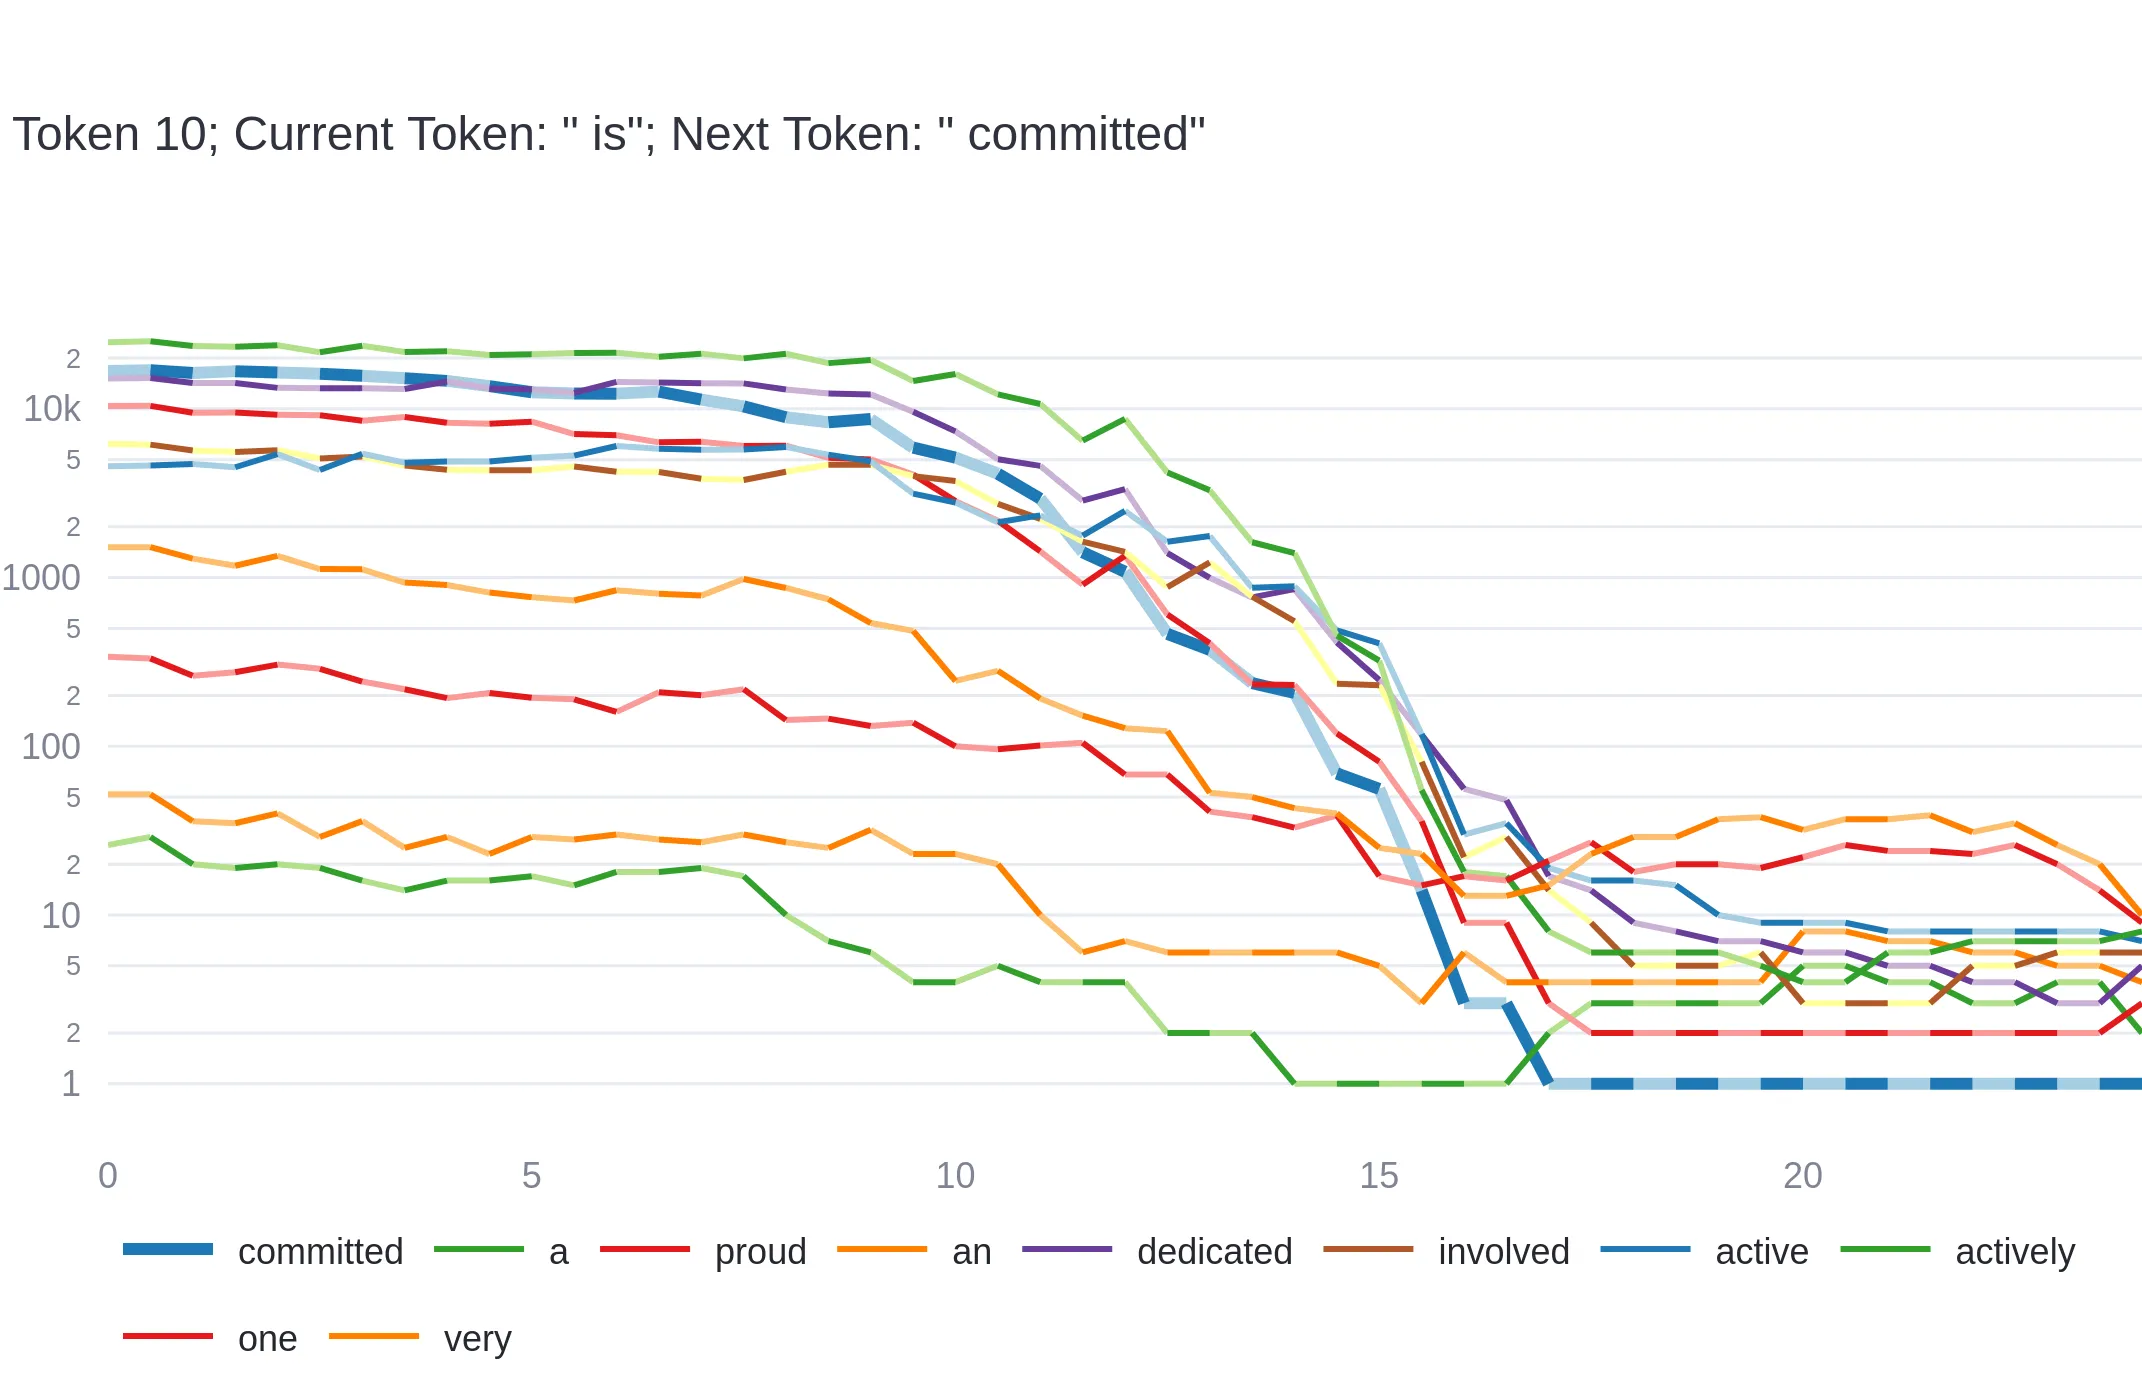 Token 10; Current Token: " is"; Next Token: " committed"
2
10k
5
2
1000
5
2
100
5
2
10
5
2
1
0 5 10 15 20
committed a proud an dedicated involved active actively
one very